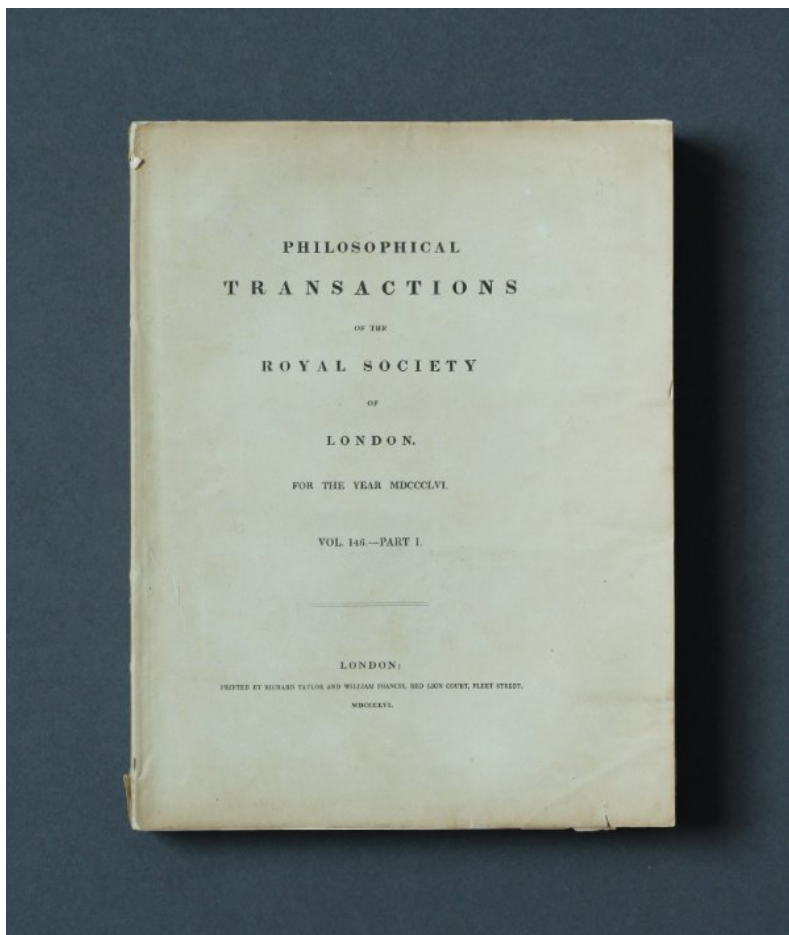 PHILOSOPHICAL
TRANSACTIONS
OF THE
ROYAL SOCIETY
OF
LONDON.
FOR THE YEAR MDCCCLVI.
VOL. 146.—PART I.
LONDON:
PRINTED BY RICHARD TAYLOR AND WILLIAM FRANCIS, RED LION COURT, FLEET STREET.
MDCCCLVI.